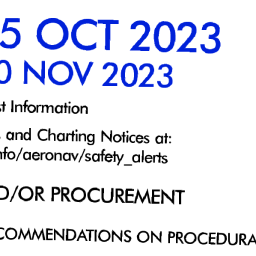 5 OCT 2023
0 NOV 2023
t Information
and Charting Notices at:
nfo/aeronav/safety_alerts
D/OR PROCUREMENT
COMMENDATIONS ON PROCEDURA